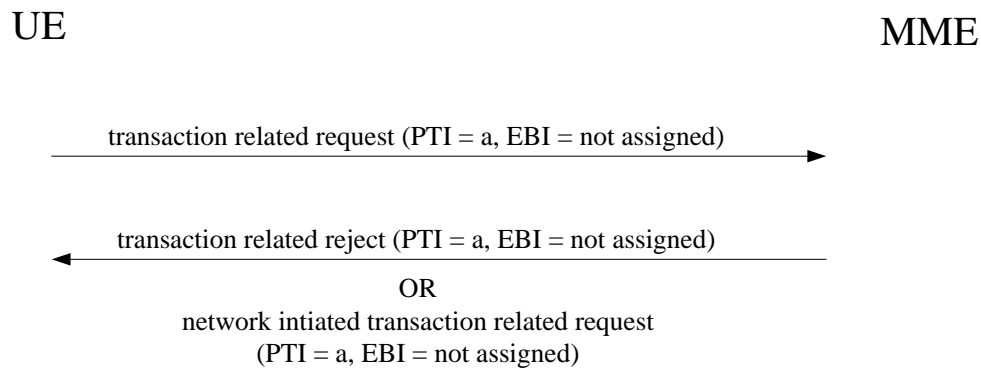 UE
MME
transaction related request (PTI = a, EBI = not assigned)
transaction related reject (PTI = a, EBI = not assigned)
OR
network intiated transaction related request
(PTI = a, EBI = not assigned)